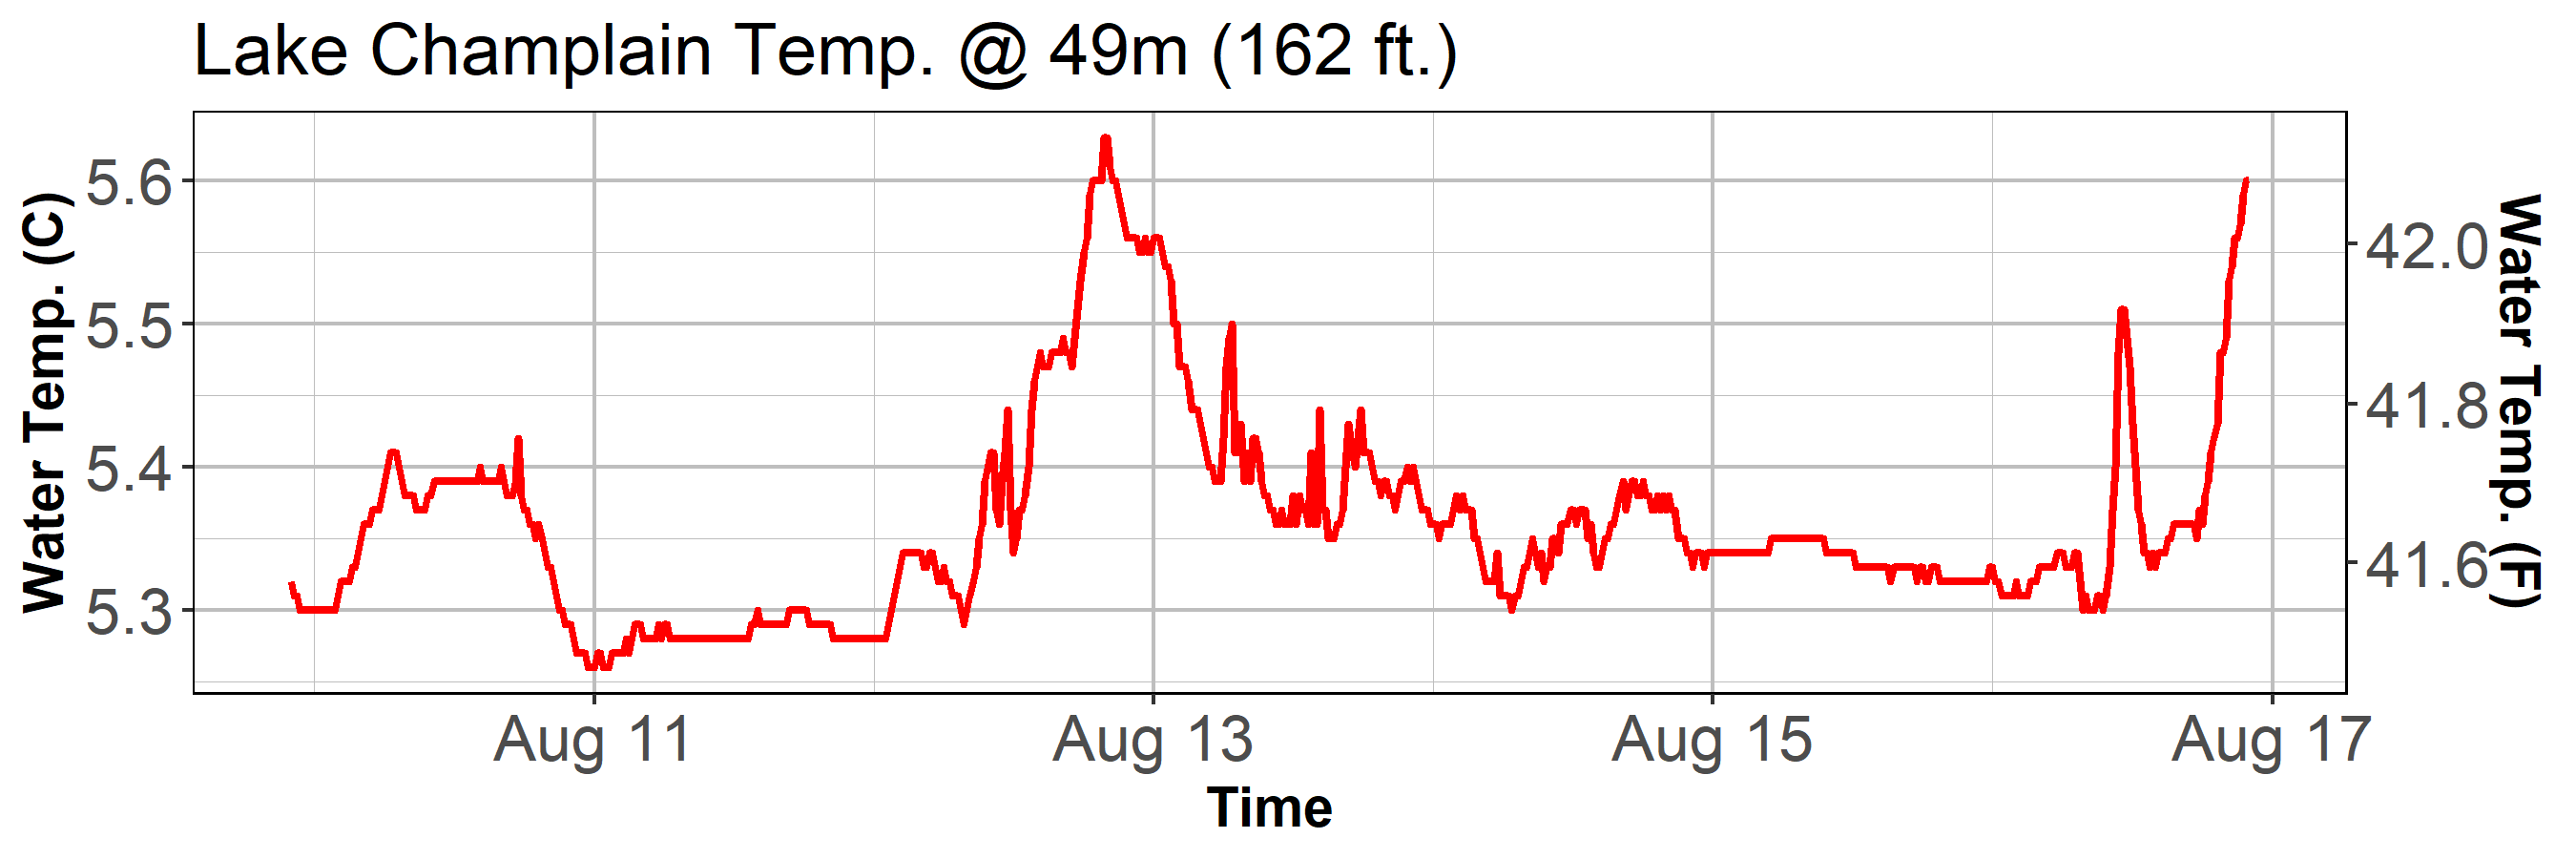 Lake Champlain Temp. @ 49m (162 ft.)
Water Temp. (C)
5.6
5.5
5.4
5.3
42.0
41.8
41.6
Water Temp. (F)
Aug 11 Aug 13 Aug 15 Aug 17
Time